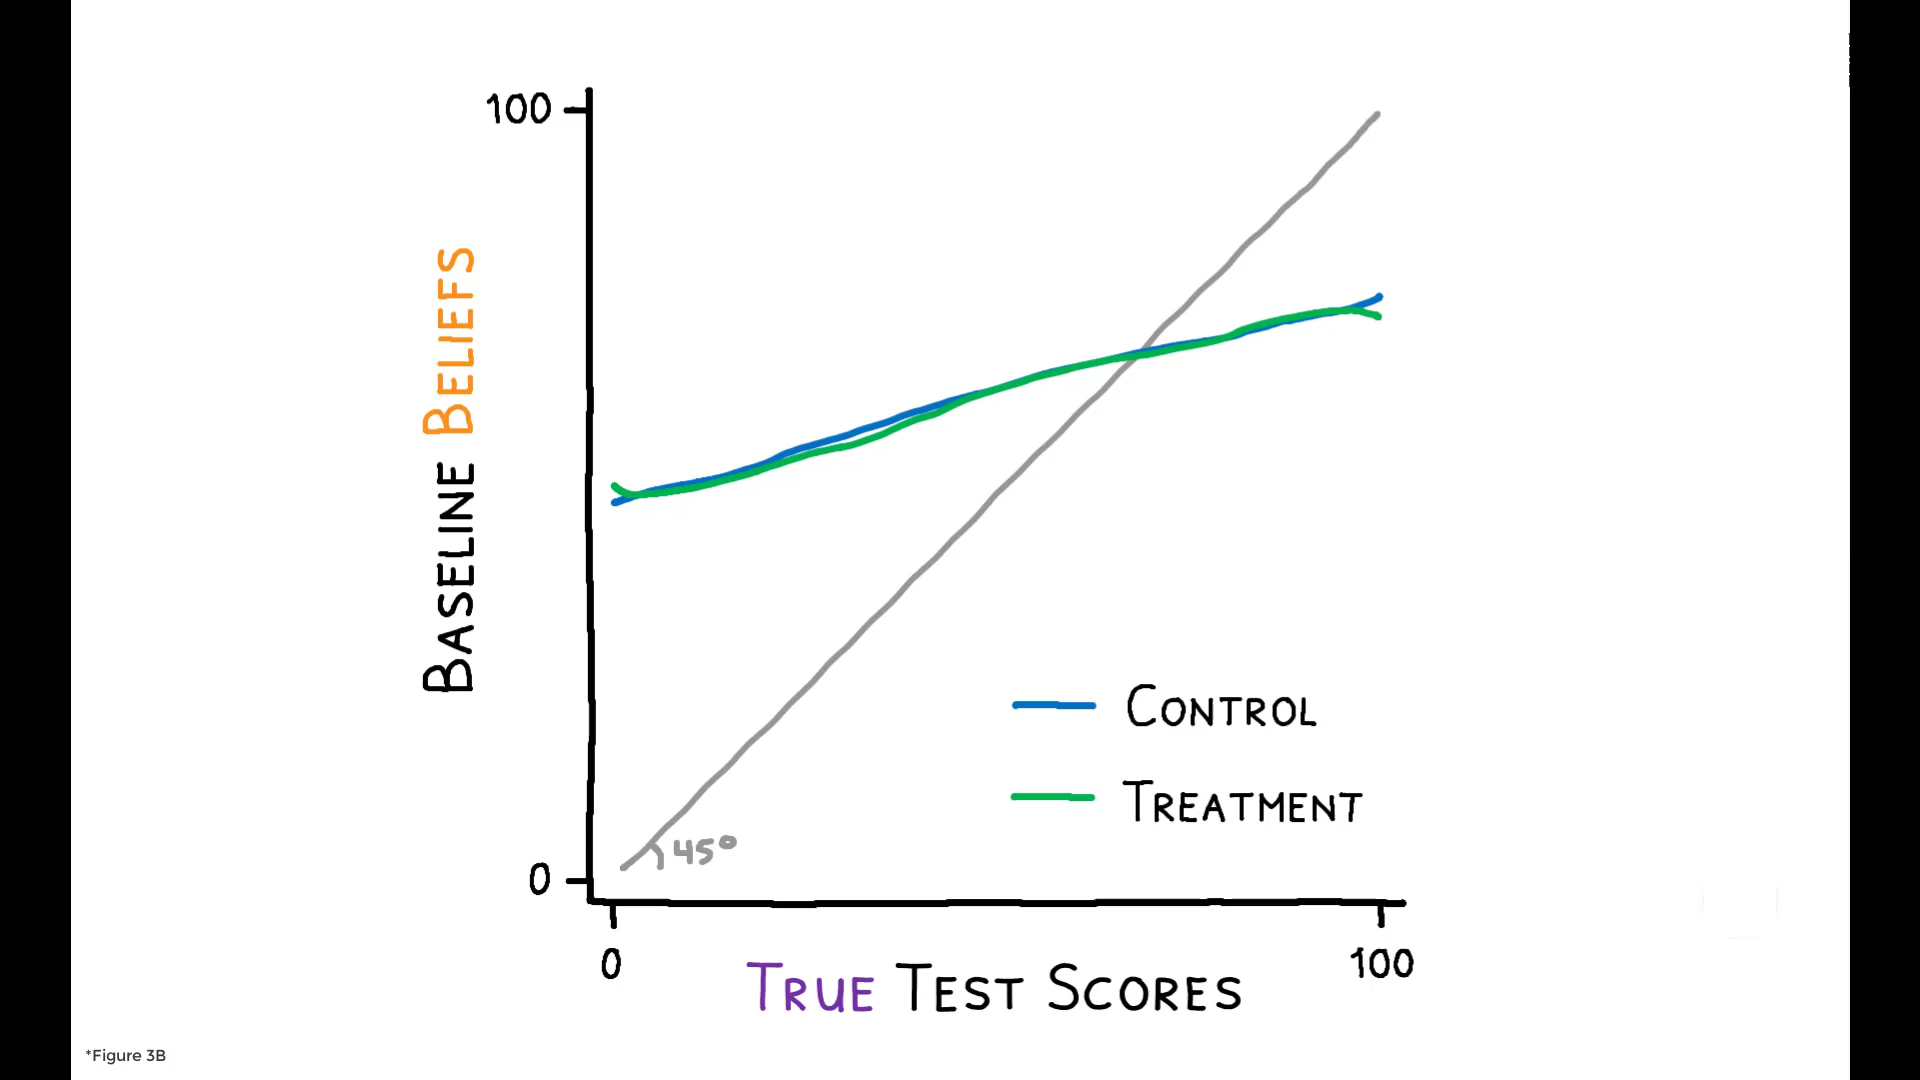 100
BASELINE BELIEFS
CONTROL
TREATMENT
45°
0
0
100
TRUE TEST SCORES
*Figure 3B